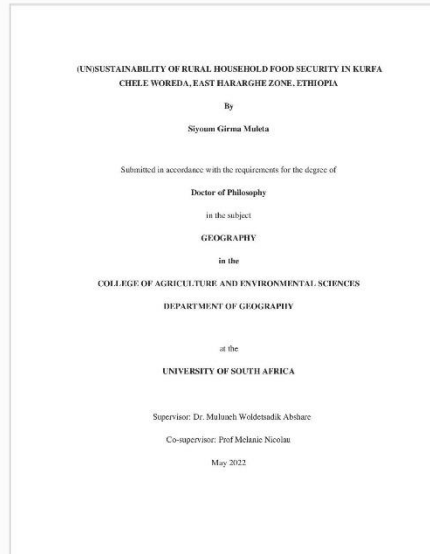 (UN)SUSTAINABILITY OF RURAL HOUSEHOLD FOOD SECURITY IN KURFA
CHELE WOREDA, EAST HARARGHE ZONE, ETHIOPIA
By
Siyoum Girma Muleta
Submitted in accordance with the requirements for the degree of
Doctor of Philosophy
in the subject
GEOGRAPHY
in the
COLLEGE OF AGRICULTURE AND ENVIRONMENTAL SCIENCES
DEPARTMENT OF GEOGRAPHY
at the
UNIVERSITY OF SOUTH AFRICA
Supervisor: Dr. Muluneh Woldetsadik Abshare
Co-supervisor: Prof Melanie Nicolau
May 2022